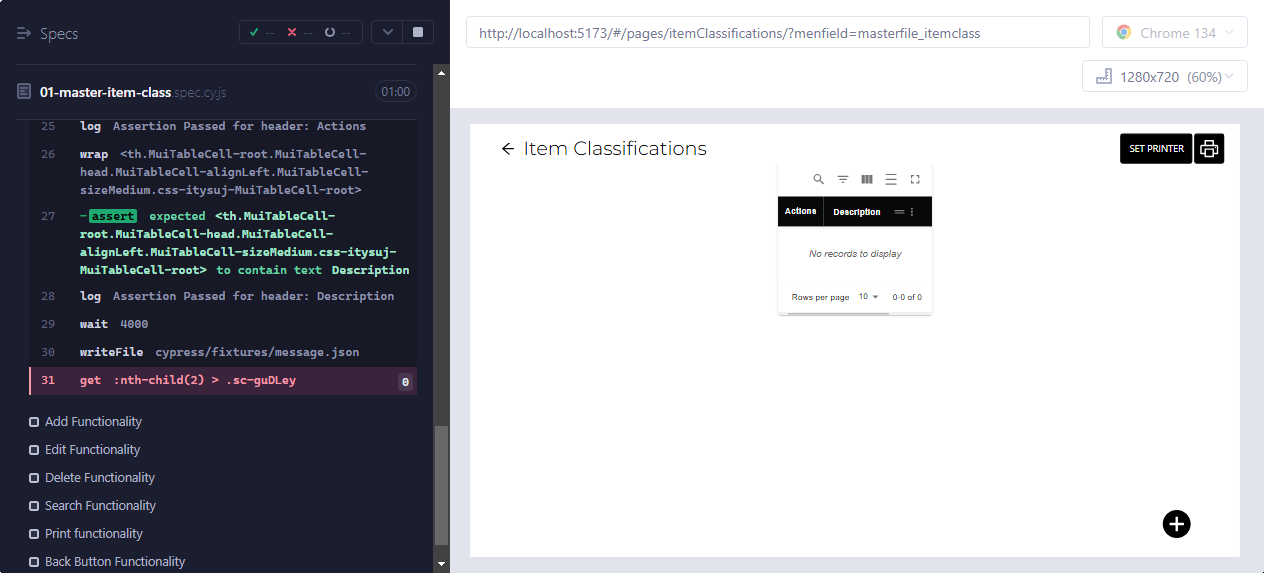 Specs
-- -- --
01-master-item-class.spec.cy.js 01:00
25 log Assertion Passed for header: Actions
26 wrap <th.MuiTableCell-root.MuiTableCell-
head.MuiTableCell-alignLeft.MuiTableCell-
sizeMedium.css-itysuj-MuiTableCell-root>
27 -assert expected <th.MuiTableCell-
root.MuiTableCell-head.MuiTableCell-
alignLeft.MuiTableCell-sizeMedium.css-itysuj-
MuiTableCell-root> to contain text Description
28 log Assertion Passed for header: Description
29 wait 4000
30 writeFile cypress/fixtures/message.json
31 get :nth-child(2) > .sc-guDLey 0
Add Functionality
Edit Functionality
Delete Functionality
Search Functionality
Print functionality
Back Button Functionality
http://localhost:5173/#/pages/itemClassifications/?menfield=masterfile_itemclass
Chrome 134
1280x720 (60%)
Item Classifications
SET PRINTER
Actions Description
No records to display
Rows per page 10 0-0 of 0